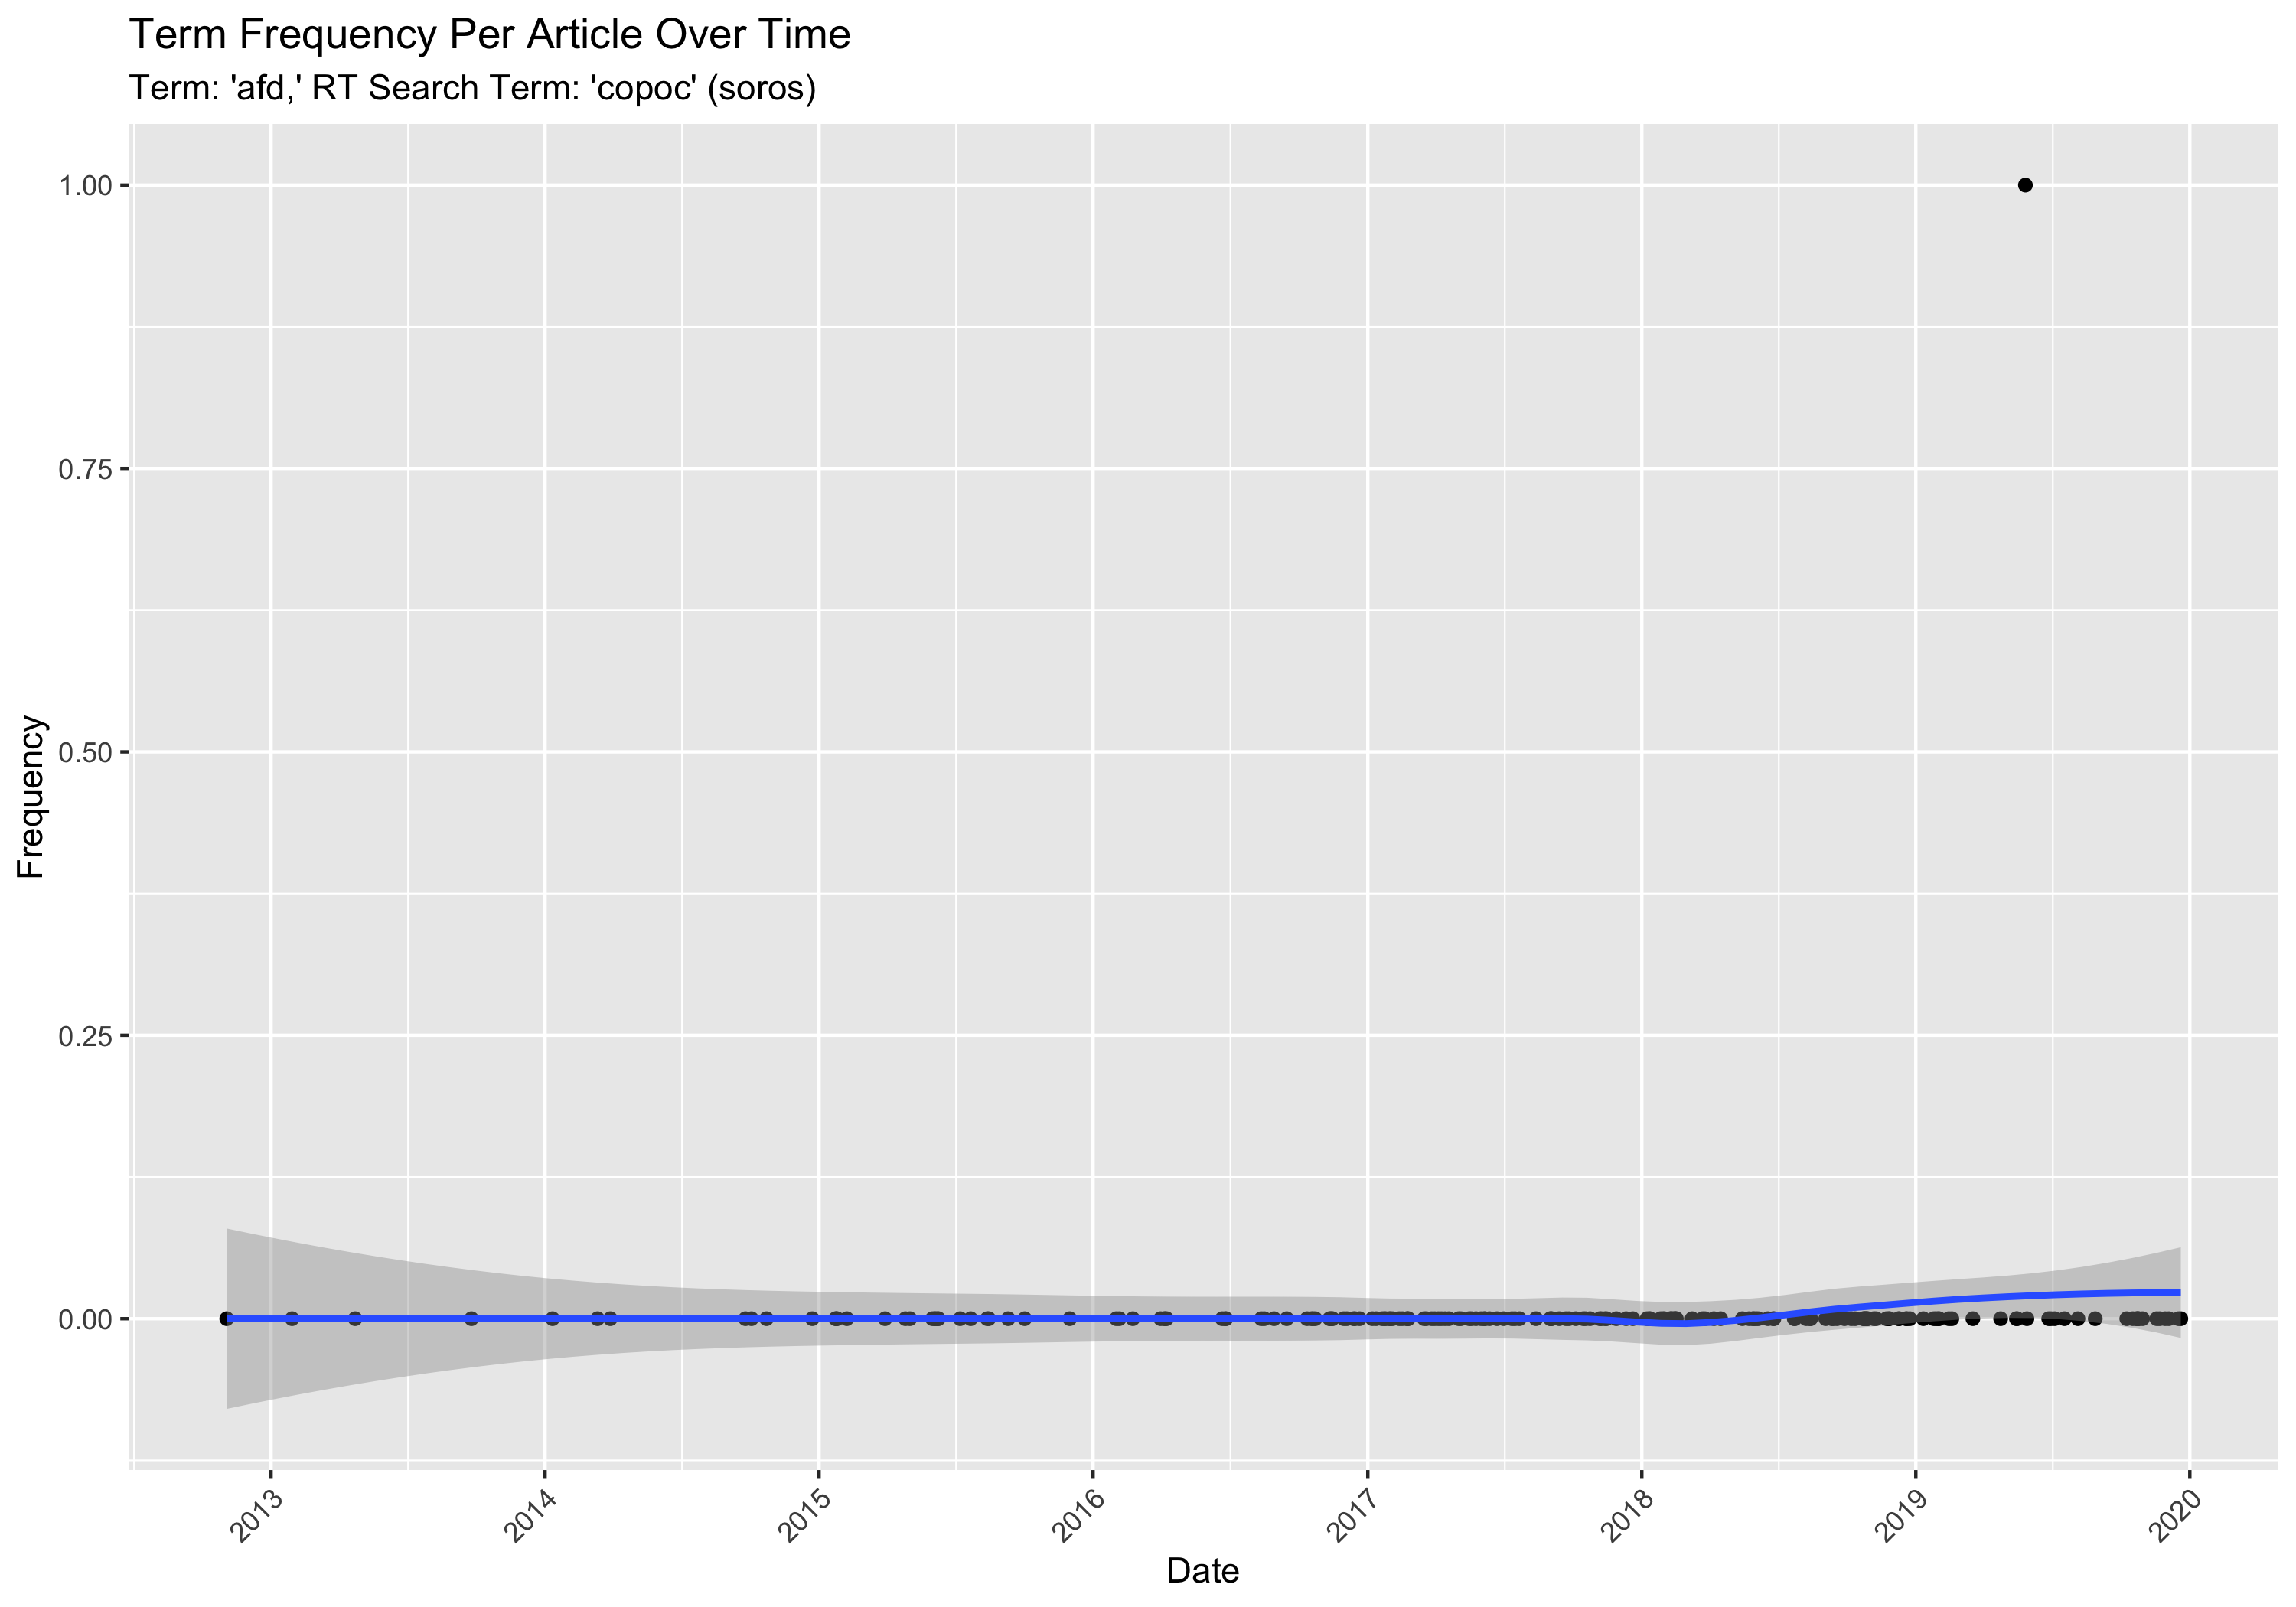 Term Frequency Per Article Over Time
Term: 'afd,' RT Search Term: 'copoc' (soros)
1.00
0.75
0.50
0.25
0.00
Frequency
2013 2014 2015 2016 2017 2018 2019 2020
Date